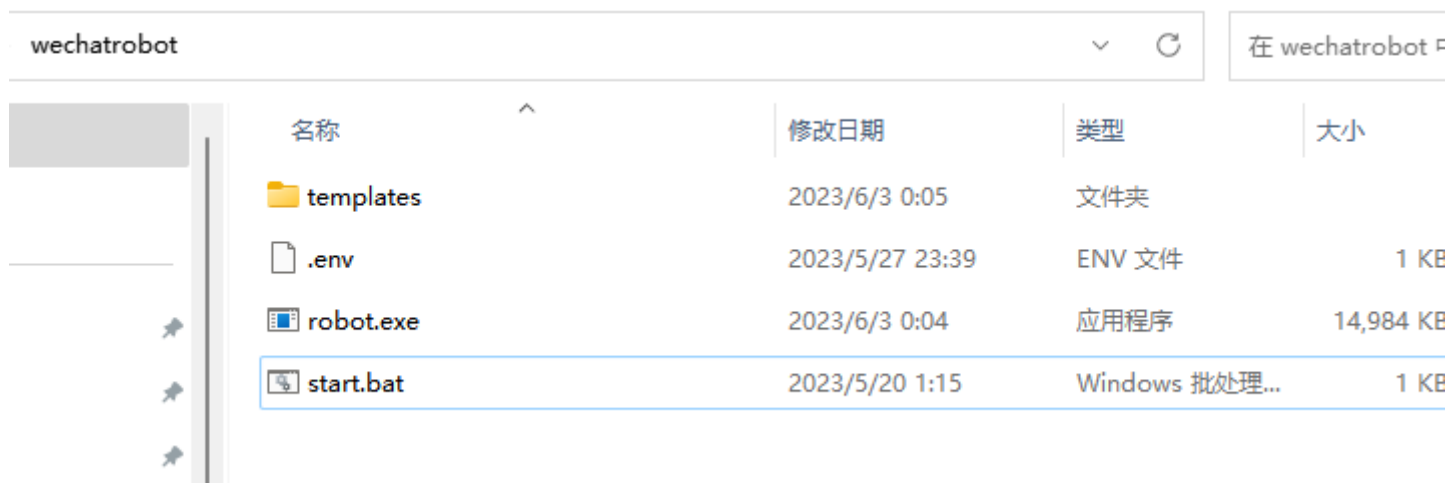 wechatrobot 在 wechatrobot
名称 修改日期 类型 大小
templates 2023/6/3 0:05 文件夹
.env 2023/5/27 23:39 ENV 文件 1 KB
robot.exe 2023/6/3 0:04 应用程序 14,984 KB
start.bat 2023/5/20 1:15 Windows 批处理... 1 KB